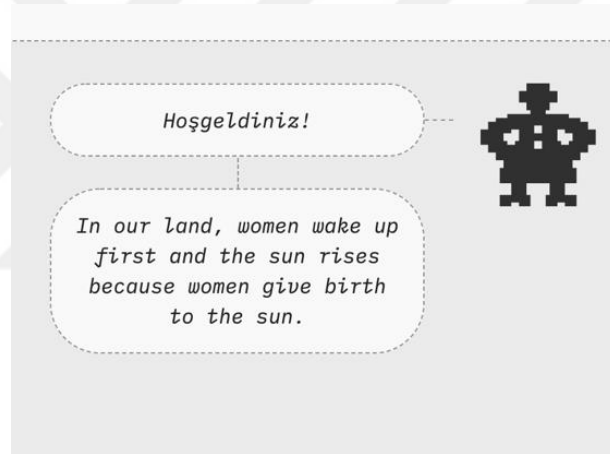 Hoşgeldiniz!
In our land, women wake up
first and the sun rises
because women give birth
to the sun.